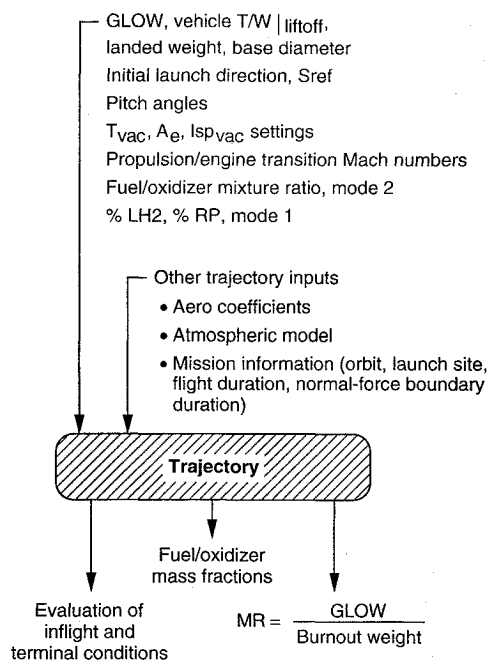 GLOW, vehicle T/W | liftoff,
landed weight, base diameter
Initial launch direction, Sref
Pitch angles
Tvac, Ae, Ispvac settings
Propulsion/engine transition Mach numbers
Fuel/oxidizer mixture ratio, mode 2
% LH2, % RP, mode 1
Other trajectory inputs
• Aero coefficients
• Atmospheric model
• Mission information (orbit, launch site,
flight duration, normal-force boundary
duration)
Trajectory
Fuel/oxidizer
mass fractions
Evaluation of
inflight and
terminal conditions
MR = GLOW
Burnout weight